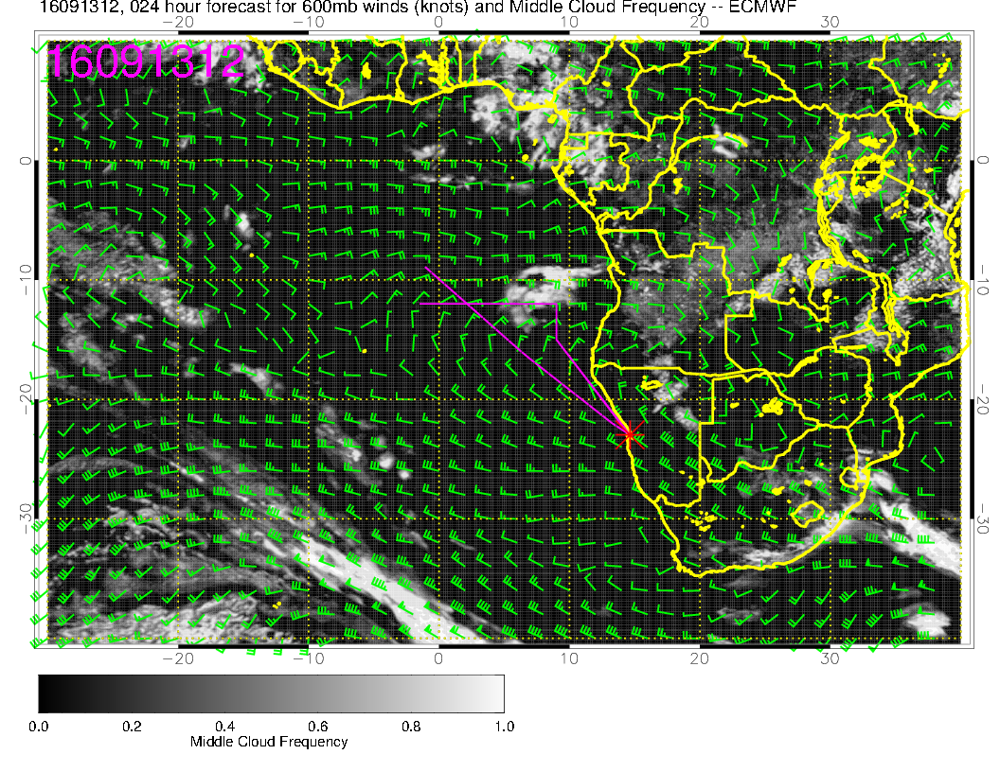 16091312, 024 hour forecast for 600mb winds (knots) and Middle Cloud Frequency -- ECMWF
−20 −10 0 10 20 30
16091312
0 0
−10 −10
−20 −20
−30 −30
−20 −10 0 10 20 30
0.0 0.2 0.4 0.6 0.8 1.0
Middle Cloud Frequency